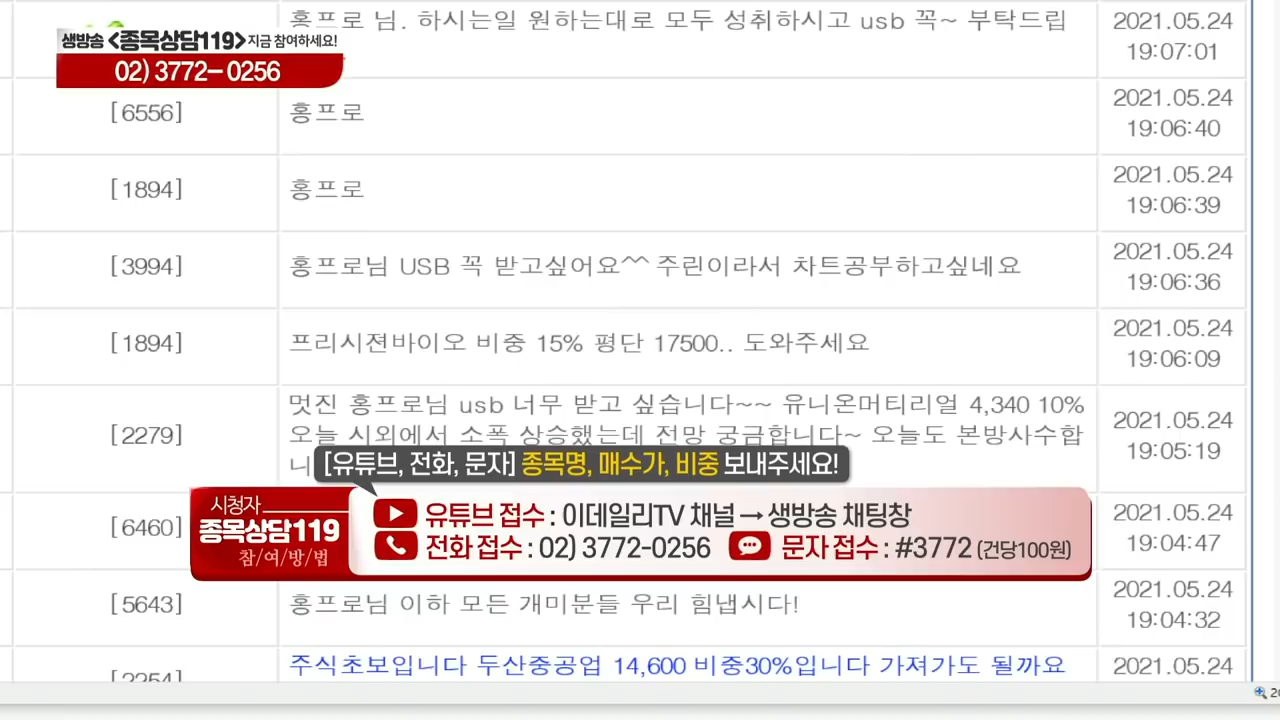 홍프로 님. 하시는일 원하는대로 모두 성취하시고 usb 꼭~ 부탁드립
2021.05.24
19:07:01
생방송 <종목상담119> 지금 참여하세요!
02) 3772-0256
[6556]
홍프로
2021.05.24
19:06:40
[1894]
홍프로
2021.05.24
19:06:39
[3994]
홍프로님 USB 꼭 받고싶어요^^ 주린이라서 차트공부하고싶네요
2021.05.24
19:06:36
[1894]
프리시젼바이오 비중 15% 평단 17500.. 도와주세요
2021.05.24
19:06:09
[2279]
멋진 홍프로님 usb 너무 받고 싶습니다~~ 유니온머티리얼 4,340 10%
오늘 시외에서 소폭 상승했는데 전망 궁금합니다~ 오늘도 본방사수합
니
2021.05.24
19:05:19
[유튜브, 전화, 문자] 종목명, 매수가, 비중 보내주세요!
시청자
종목상담119
참/여/방/법
유튜브 접수 : 이데일리TV 채널 → 생방송 채팅창
전화 접수 : 02) 3772-0256 문자 접수 : #3772 (건당100원)
[6460]
2021.05.24
19:04:47
[5643]
홍프로님 이하 모든 개미분들 우리 힘냅시다!
2021.05.24
19:04:32
[2254]
주식초보입니다 두산중공업 14,600 비중30%입니다 가져가도 될까요
2021.05.24